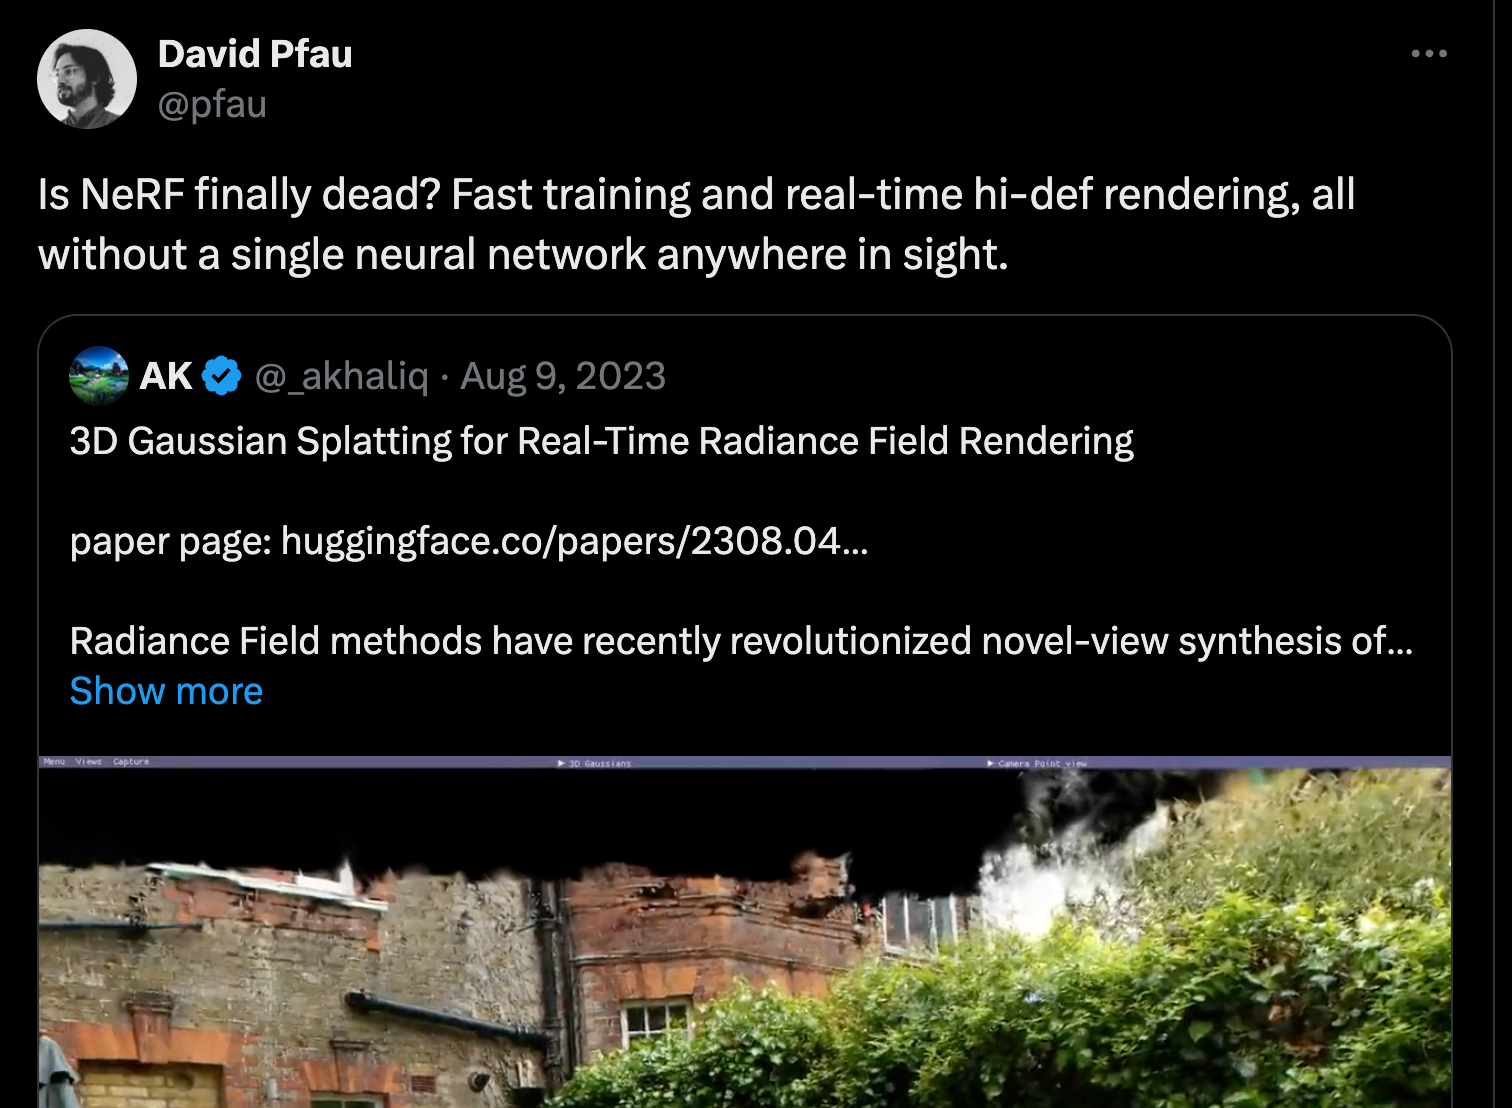 David Pfau
@pfau
Is NeRF finally dead? Fast training and real-time hi-def rendering, all
without a single neural network anywhere in sight.
AK @_akhaliq · Aug 9, 2023
3D Gaussian Splatting for Real-Time Radiance Field Rendering
paper page: huggingface.co/papers/2308.04…
Radiance Field methods have recently revolutionized novel-view synthesis of…
Show more
Menu Views Capture
3D Gaussians
Camera Point view